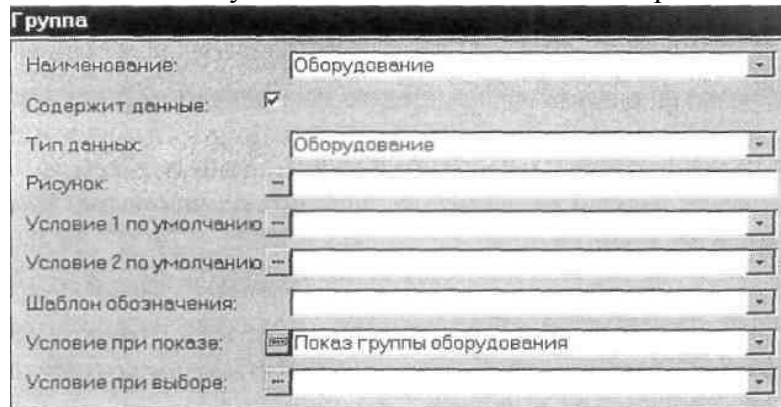 Группа
Наименование: Оборудование
Содержит данные:
Тип данных: Оборудование
Рисунок:
Условие 1 по умолчанию
Условие 2 по умолчанию
Шаблон обозначения:
Условие при показе: Показ группы оборудования
Условие при выборе: